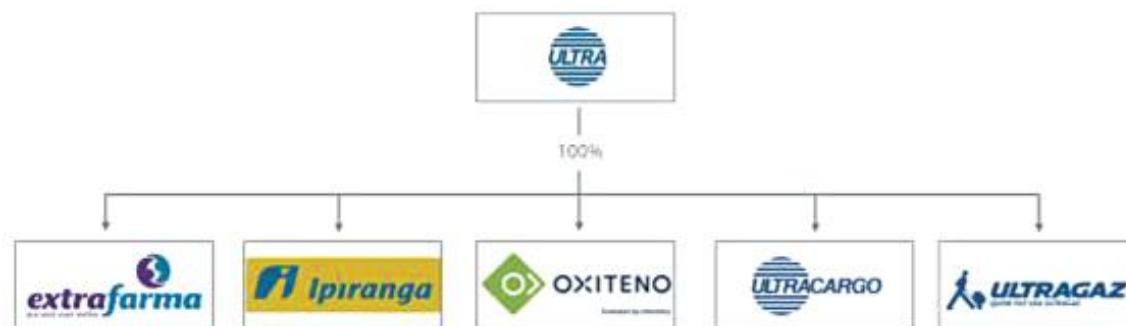 ULTRA
100%
extrafarma
Ipiranga
OXITENO
ULTRACARGO
ULTRAGAZ